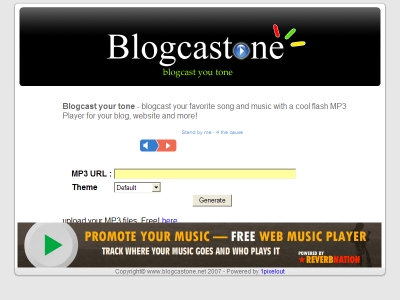 Blogcastone
blogcast you tone
Blogcast your tone - blogcast your favorite song and music with a cool flash MP3
Player for your blog, website and more!
Stand by me - 4 the cause
MP3 URL :
Theme Default
Generate
upload your MP3 files. Free! here
PROMOTE YOUR MUSIC — FREE WEB MUSIC PLAYER
TRACK WHERE YOUR MUSIC GOES AND WHO PLAYS IT
POWERED BY
REVERBNATION
Copyright© www.blogcastone.net 2007 - Powered by 1pixelout